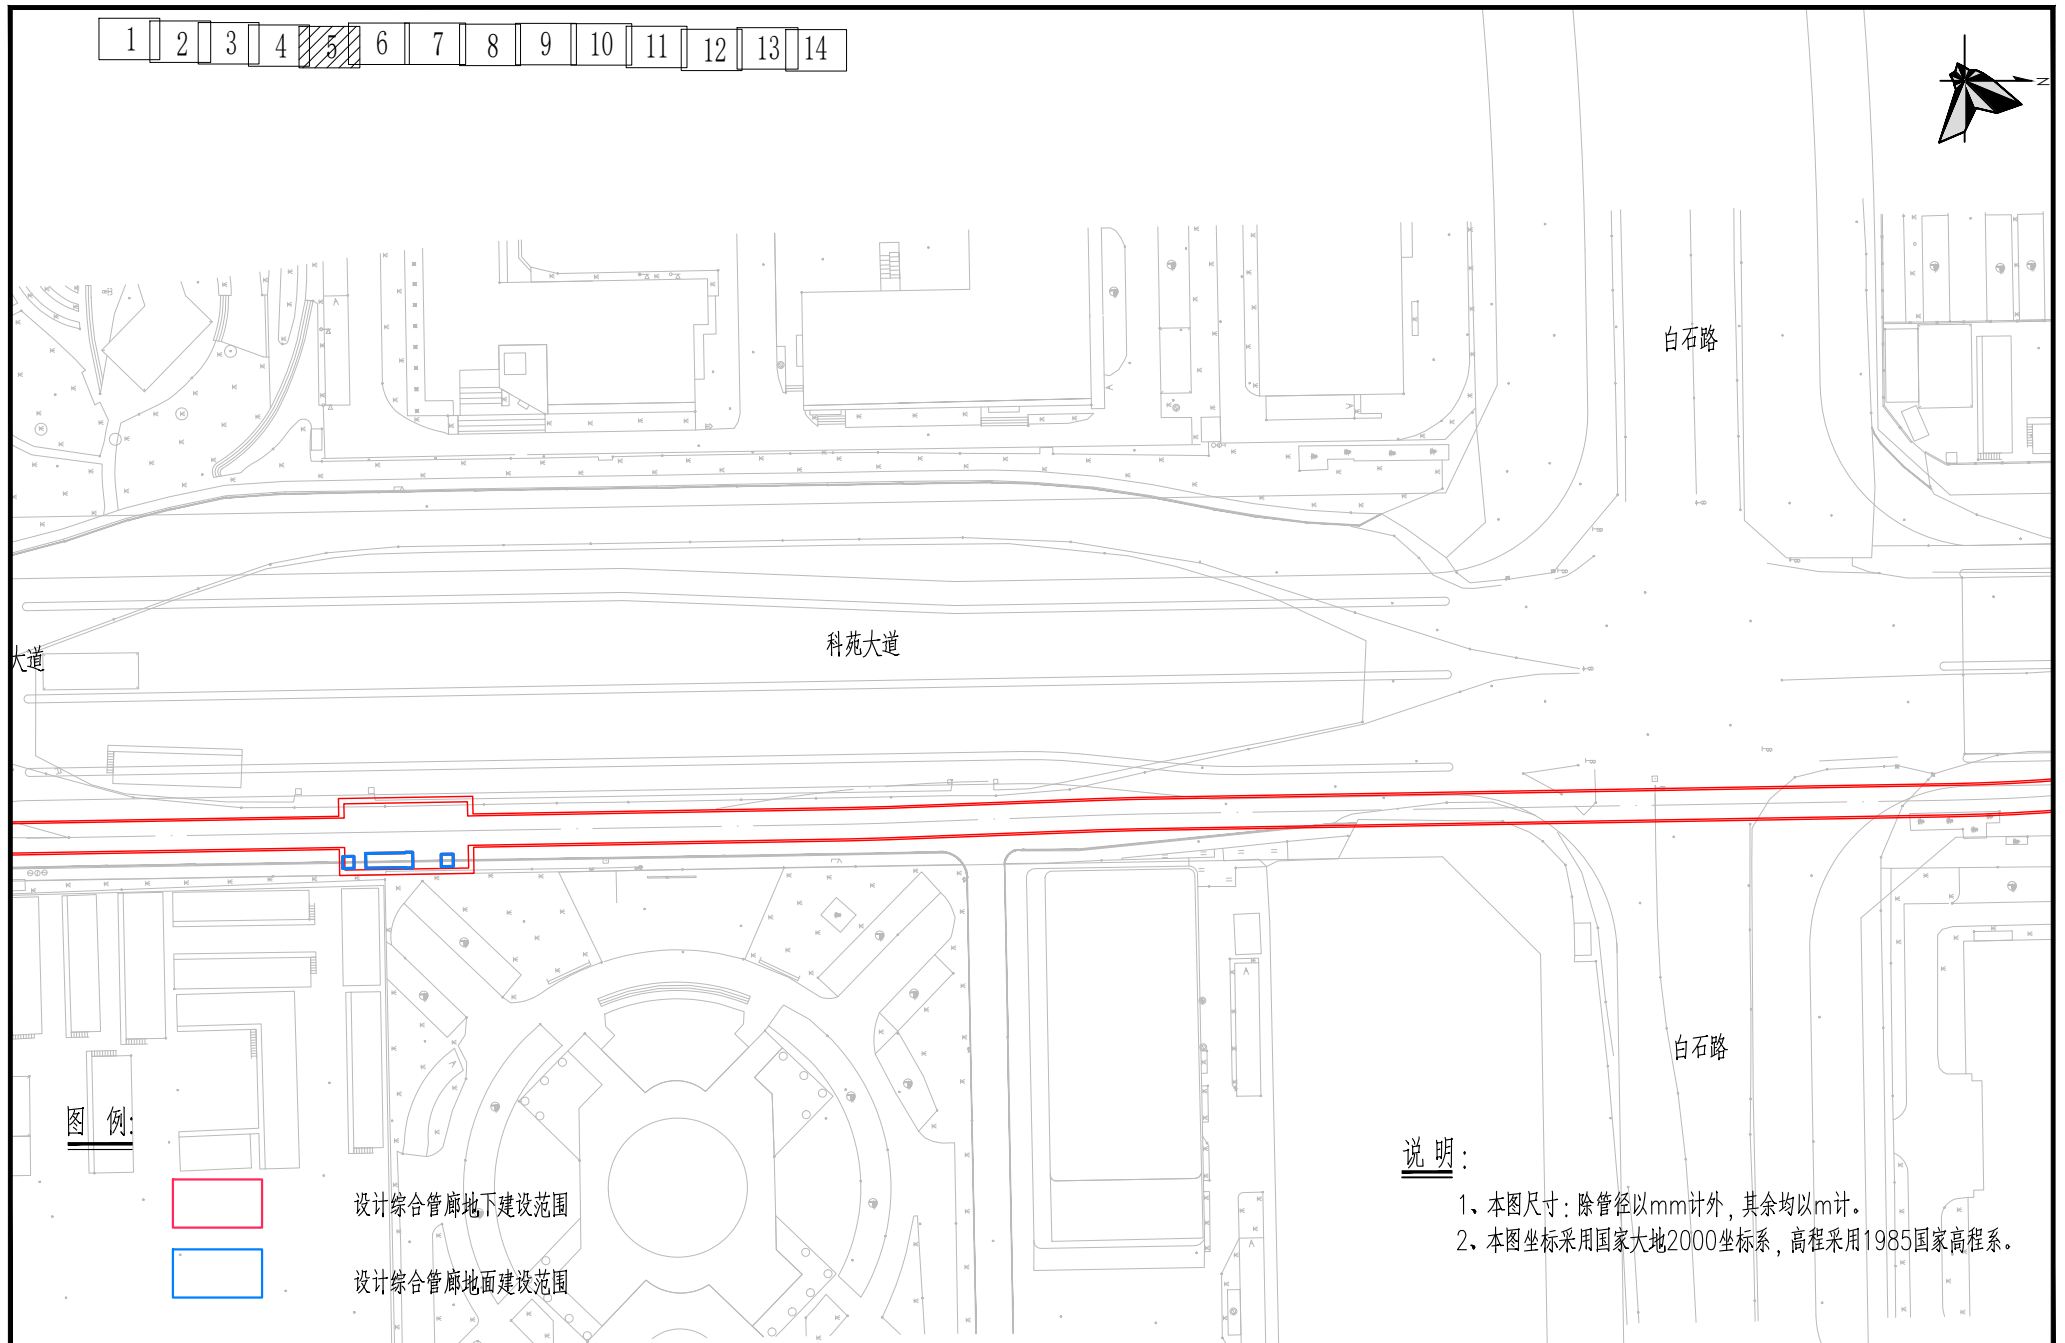 1 2 3 4 5 6 7 8 9 10 11 12 13 14
N
白石路
科苑大道
大道
白石路
图 例:
设计综合管廊地下建设范围
设计综合管廊地面建设范围
说 明:
1、本图尺寸:除管径以mm计外,其余均以m计。
2、本图坐标采用国家大地2000坐标系,高程采用1985国家高程系。